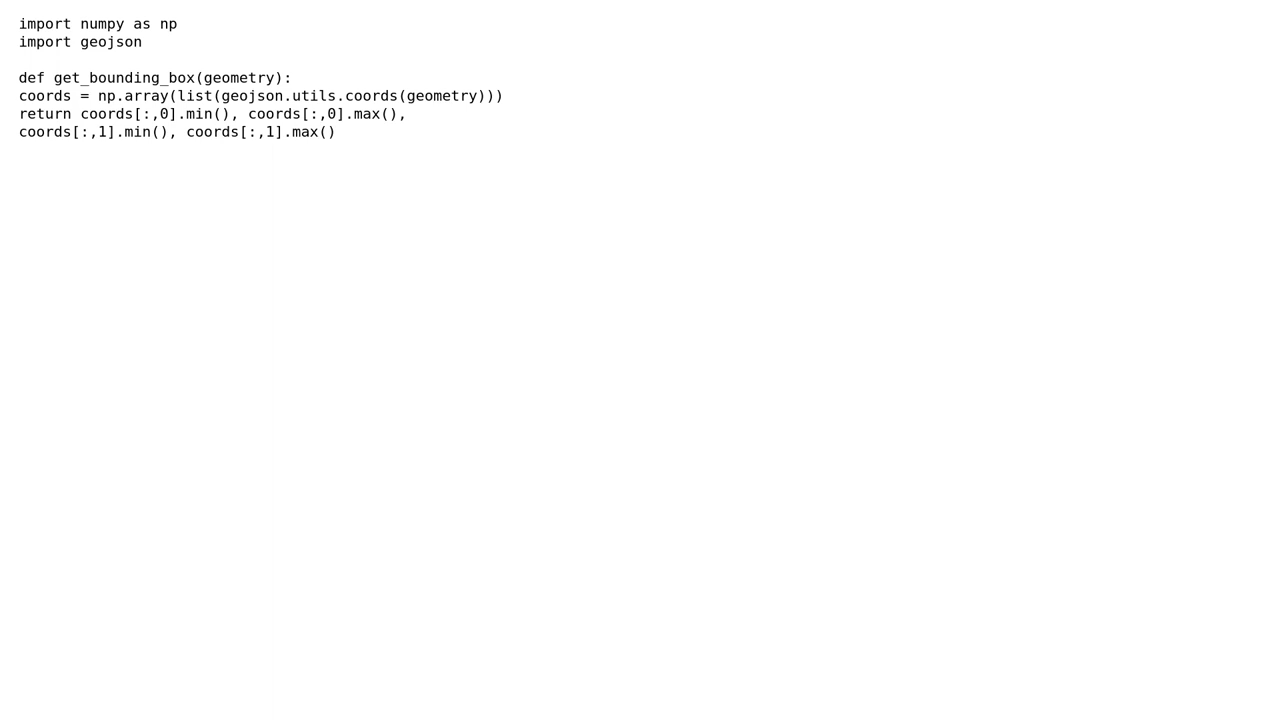 import numpy as np
import geojson

def get_bounding_box(geometry):
coords = np.array(list(geojson.utils.coords(geometry)))
return coords[:,0].min(), coords[:,0].max(),
coords[:,1].min(), coords[:,1].max()